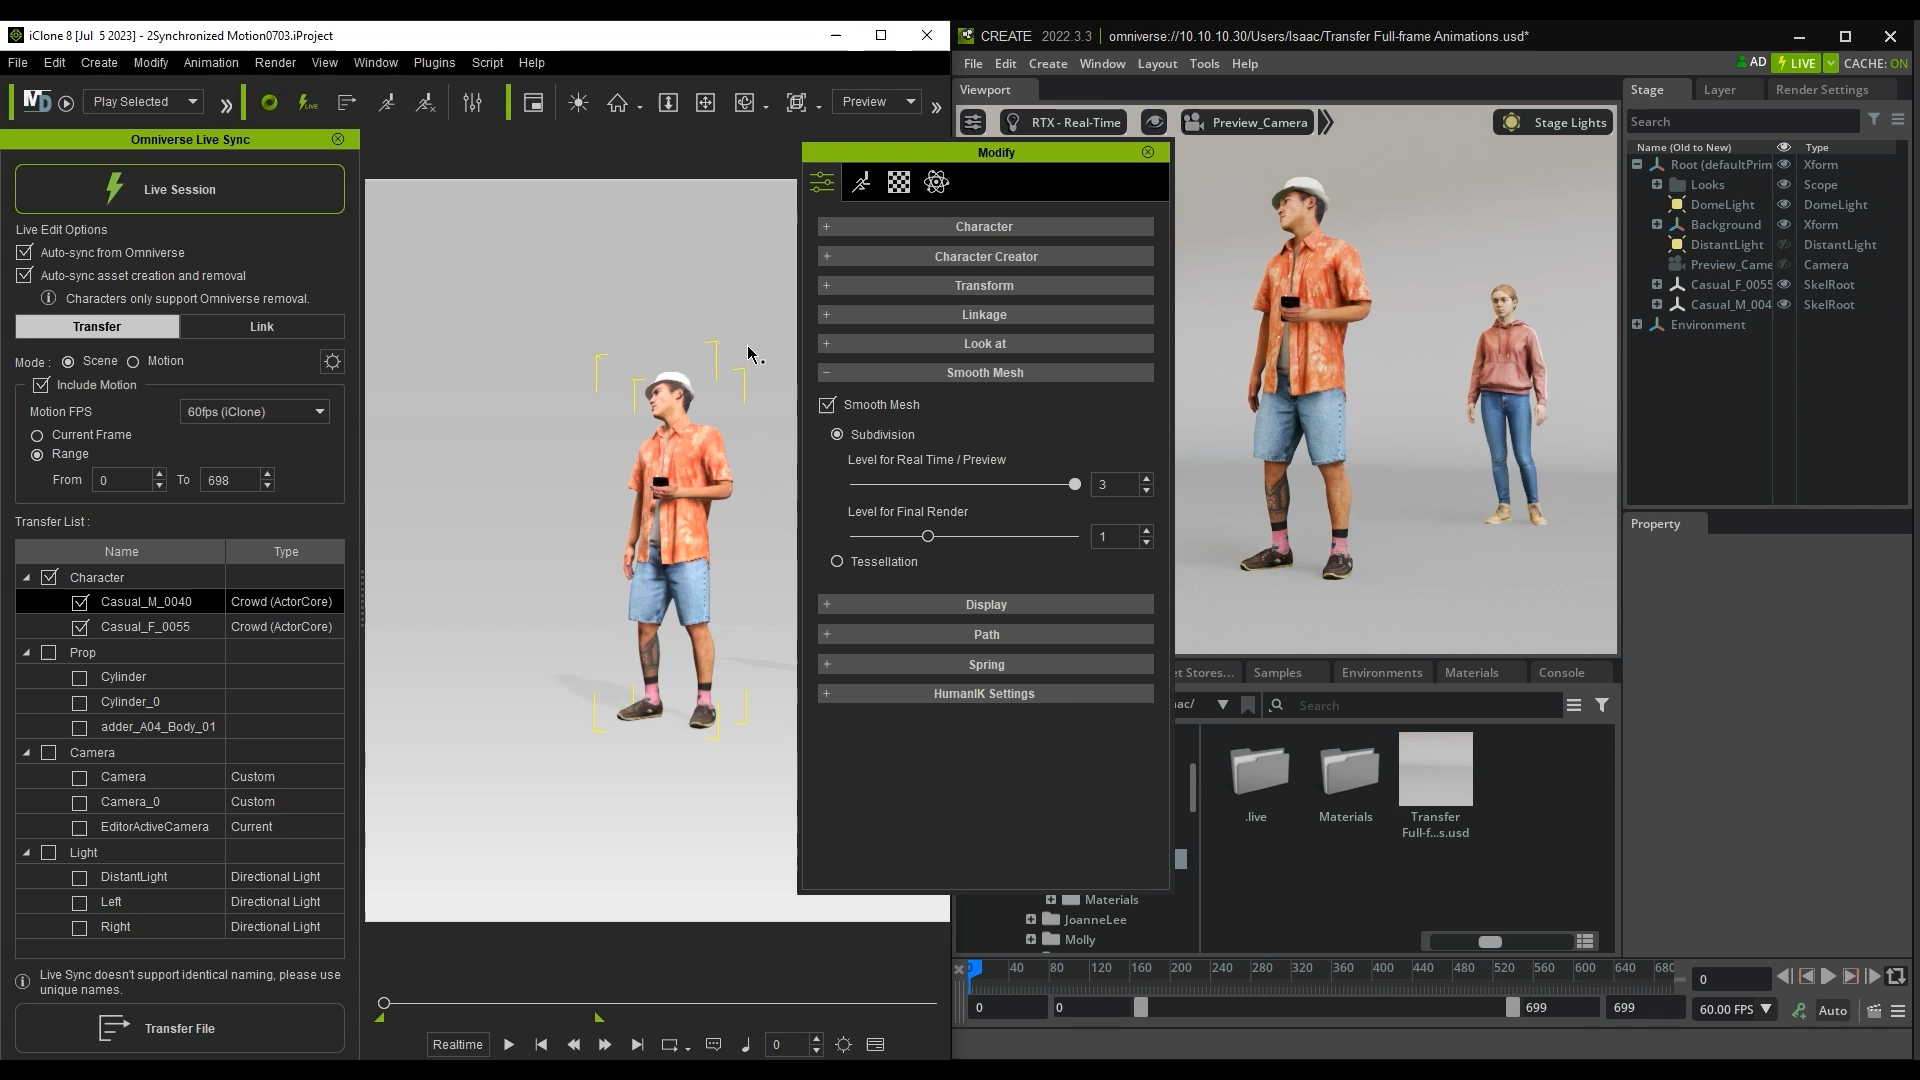 iClone 8 [Jul 5 2023] - 2Synchronized Motion0703.iProject
File Edit Create Modify Animation Render View Window Plugins Script Help
Play Selected
LIVE
Preview
Omniverse Live Sync
Live Session
Live Edit Options
Auto-sync from Omniverse
Auto-sync asset creation and removal
Characters only support Omniverse removal.
Transfer Link
Mode : Scene Motion
Include Motion
Motion FPS 60fps (iClone)
Current Frame
Range
From 0 To 698
Transfer List :
Name Type
Character
Casual_M_0040 Crowd (ActorCore)
Casual_F_0055 Crowd (ActorCore)
Prop
Cylinder
Cylinder_0
adder_A04_Body_01
Camera
Camera Custom
Camera_0 Custom
EditorActiveCamera Current
Light
DistantLight Directional Light
Left Directional Light
Right Directional Light
Live Sync doesn't support identical naming, please use
unique names.
Transfer File
Realtime 0
Modify
Character
Character Creator
Transform
Linkage
Look at
Smooth Mesh
Smooth Mesh
Subdivision
Level for Real Time / Preview
3
Level for Final Render
1
Tessellation
Display
Path
Spring
HumanIK Settings
CREATE 2022.3.3 omniverse://10.10.10.30/Users/Isaac/Transfer Full-frame Animations.usd*
File Edit Create Window Layout Tools Help
AD LIVE CACHE: ON
Viewport
RTX - Real-Time Preview_Camera Stage Lights
Stage Layer Render Settings
Search
Name (Old to New) Type
Root (defaultPrim Xform
Looks Scope
DomeLight DomeLight
Background Xform
DistantLight DistantLight
Preview_Came Camera
Casual_F_0055 SkelRoot
Casual_M_004 SkelRoot
Environment
Property
et Stores... Samples Environments Materials Console
aac/ Search
.live Materials Transfer
Full-f...s.usd
Materials
JoanneLee
Molly
0 40 80 120 160 200 240 280 320 360 400 440 480 520 560 600 640 680
0
0 0 699 699 60.00 FPS Auto